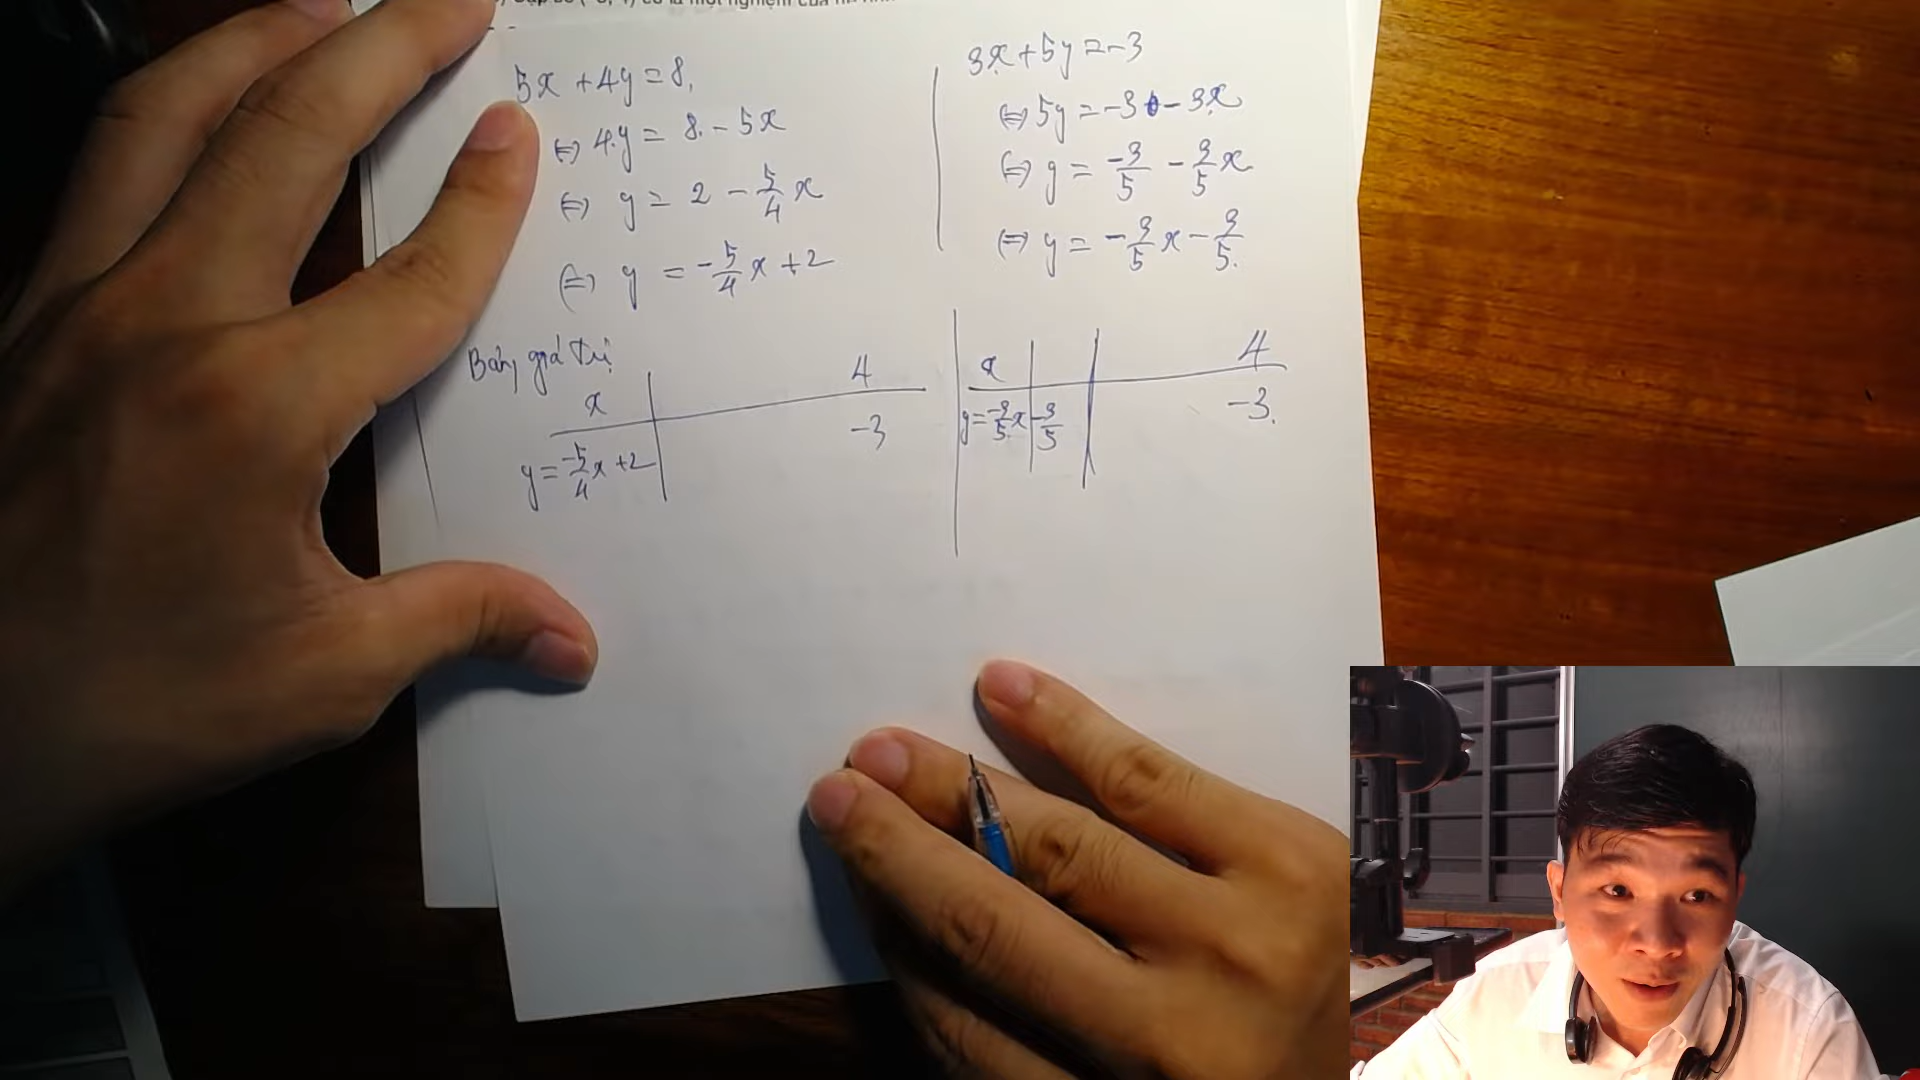 5x + 4y = 8.
⇔ 4.y = 8. - 5x
⇔ y = 2 - 5/4 x
⇔ y = -5/4 x + 2
3x + 5y = -3
⇔ 5y = -3 - 3x
⇔ y = -3/5 - 3/5 x
⇔ y = -3/5 x - 3/5.
Bảng giá trị
x 4
y = -5/4 x + 2 -3
x 4
y = -3/5 x -3/5 -3.